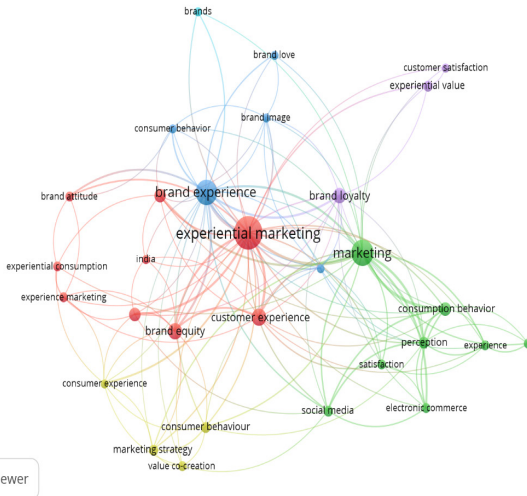 brands
brand love
customer satisfaction
experiential value
brand image
consumer behavior
brand experience
brand attitude
brand loyalty
experiential marketing
marketing
india
experiential consumption
experience marketing
consumption behavior
customer experience
brand equity
perception
experience
satisfaction
consumer experience
social media
electronic commerce
consumer behaviour
marketing strategy
value co-creation
ewer